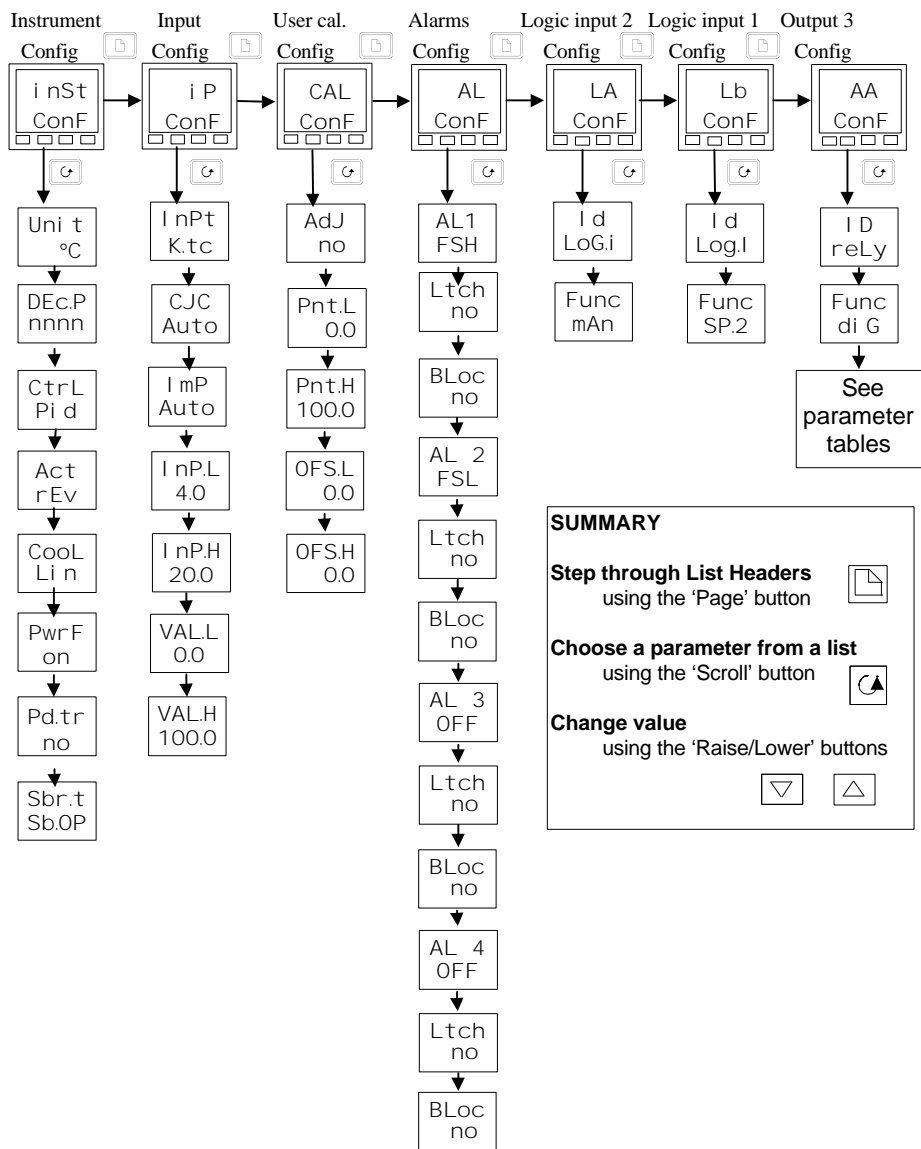 Instrument
Config
Input
Config
User cal.
Config
Alarms
Config
Logic input 2
Config
Logic input 1
Config
Output 3
Config
inSt
ConF
iP
ConF
CAL
ConF
AL
ConF
LA
ConF
Lb
ConF
AA
ConF
Unit
°C
DEc.P
nnnn
CtrL
Pid
Act
rEv
CooL
Lin
PwrF
on
Pd.tr
no
Sbr.t
Sb.OP
InPt
K.tc
CJC
Auto
ImP
Auto
InP.L
4.0
InP.H
20.0
VAL.L
0.0
VAL.H
100.0
AdJ
no
Pnt.L
0.0
Pnt.H
100.0
OFS.L
0.0
OFS.H
0.0
AL1
FSH
Ltch
no
BLoc
no
AL 2
FSL
Ltch
no
BLoc
no
AL 3
OFF
Ltch
no
BLoc
no
AL 4
OFF
Ltch
no
BLoc
no
Id
LoG.i
Func
mAn
Id
Log.I
Func
SP.2
ID
reLy
Func
diG
See
parameter
tables
SUMMARY
Step through List Headers
using the ‘Page’ button
Choose a parameter from a list
using the ‘Scroll’ button
Change value
using the ‘Raise/Lower’ buttons